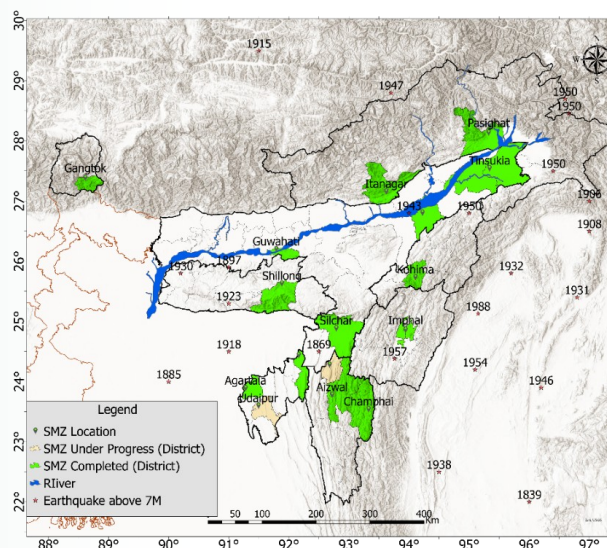 30°
29°
28°
27°
26°
25°
24°
23°
22°
1915
1947
1950
1950
Pasighat
Gangtok
Tinsukia
1950
Itanagar
1943
1950
1906
Guwahati
1908
1930
1897
Shillong
Kohima
1932
1923
1931
Silchar
Imphal
1988
1918
1869
1957
1885
Agartala
Aizwal
1954
Udaipur
Champhai
1946
1938
1839
Legend
SMZ Location
SMZ Under Progress (District)
SMZ Completed (District)
RIiver
Earthquake above 7M
0 50 100 200 300 400
Km
88° 89° 90° 91° 92° 93° 94° 95° 96° 97°